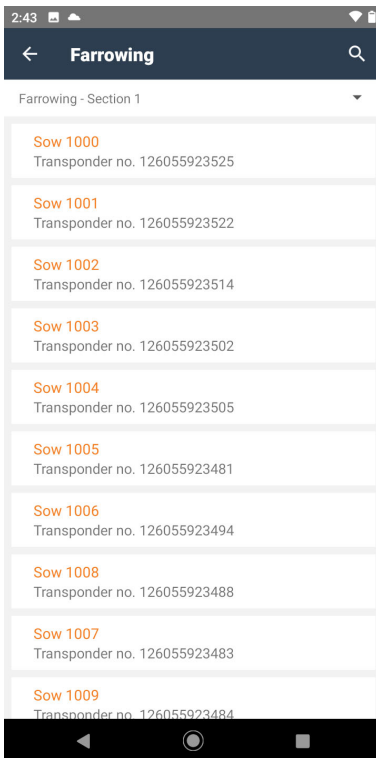 2:43
Farrowing
Farrowing - Section 1
Sow 1000
Transponder no. 126055923525
Sow 1001
Transponder no. 126055923522
Sow 1002
Transponder no. 126055923514
Sow 1003
Transponder no. 126055923502
Sow 1004
Transponder no. 126055923505
Sow 1005
Transponder no. 126055923481
Sow 1006
Transponder no. 126055923494
Sow 1008
Transponder no. 126055923488
Sow 1007
Transponder no. 126055923483
Sow 1009
Transponder no. 126055923484